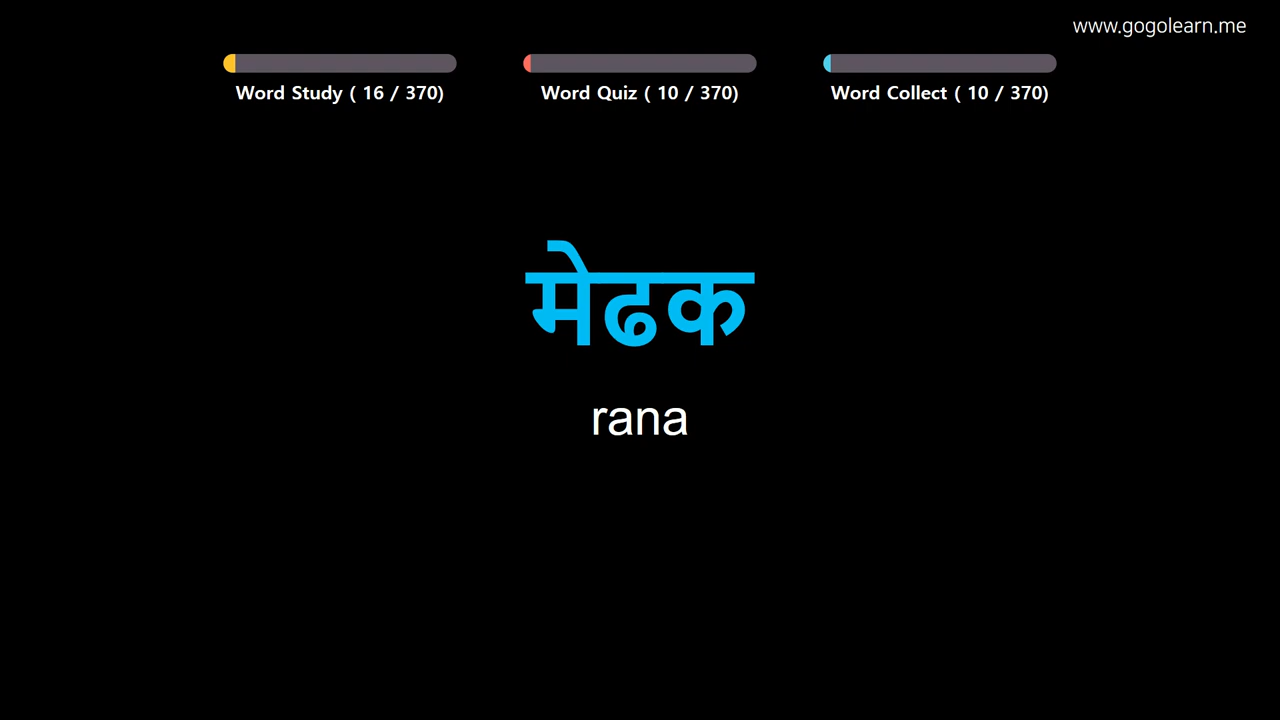 www.gogolearn.me
Word Study ( 16 / 370)
Word Quiz ( 10 / 370)
Word Collect ( 10 / 370)
मेढक
rana